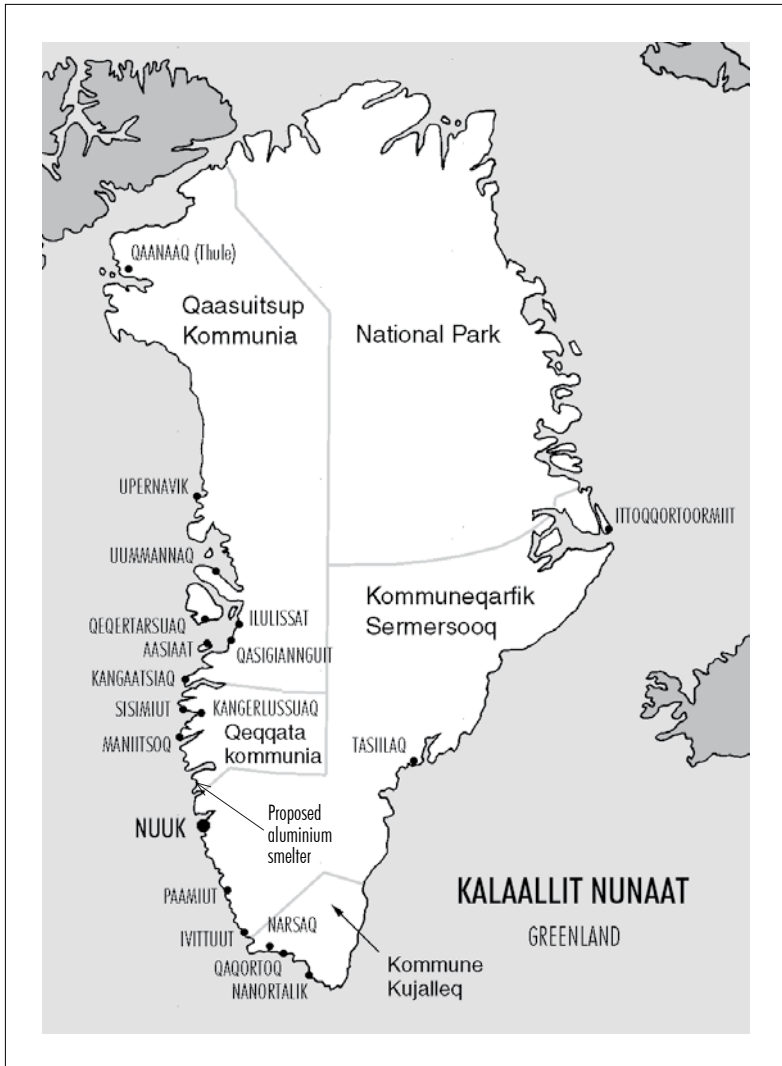 QAANAAQ (Thule)
Qaasuitsup
Kommunia
National Park
UPERNAVIK
ITTOQQORTOORMIIT
UUMMANNAQ
Kommuneqarfik
Sermersooq
QEQERTARSUAQ
ILULISSAT
AASIAAT
QASIGIANNGUIT
KANGAATSIAQ
SISIMIUT
KANGERLUSSUAQ
Qeqqata
kommunia
MANIITSOQ
TASIILAQ
Proposed
aluminium
smelter
NUUK
PAAMIUT
KALAALLIT NUNAAT
GREENLAND
IVITTUUT
NARSAQ
QAQORTOQ
NANORTALIK
Kommune
Kujalleq